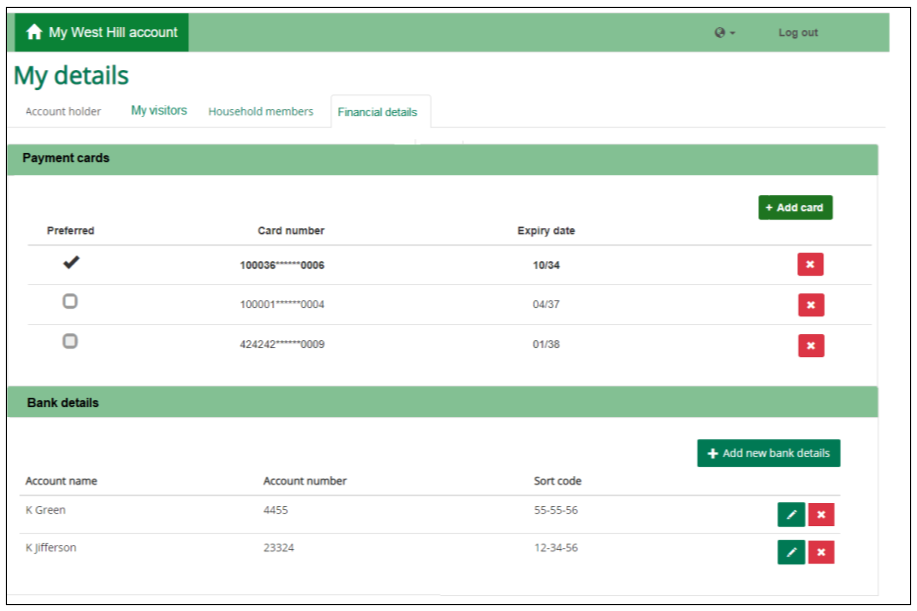 My West Hill account Log out
My details
Account holder My visitors Household members Financial details
Payment cards
+ Add card
Preferred Card number Expiry date
100036******0006 10/34
100001******0004 04/37
424242******0009 01/38
Bank details
+ Add new bank details
Account name Account number Sort code
K Green 4455 55-55-56
K Jifferson 23324 12-34-56